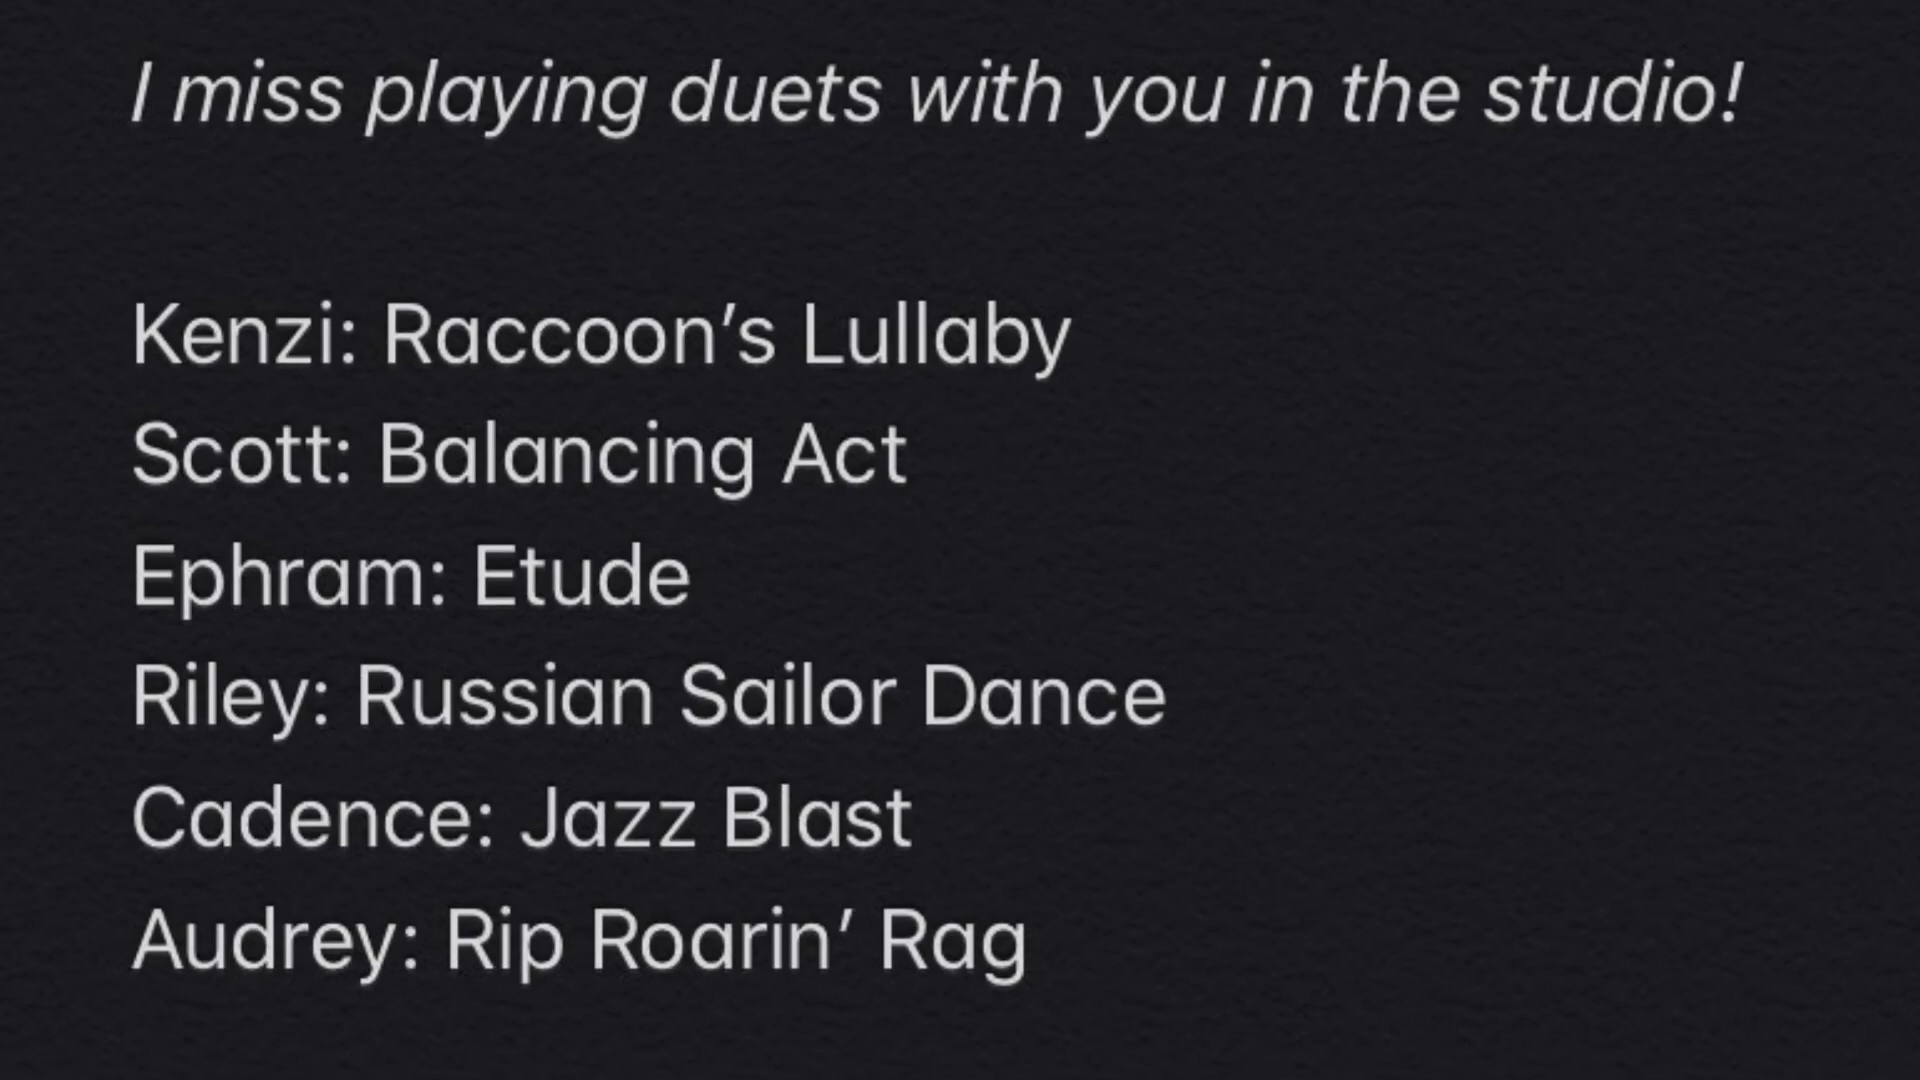 I miss playing duets with you in the studio!
Kenzi: Raccoon’s Lullaby
Scott: Balancing Act
Ephram: Etude
Riley: Russian Sailor Dance
Cadence: Jazz Blast
Audrey: Rip Roarin’ Rag